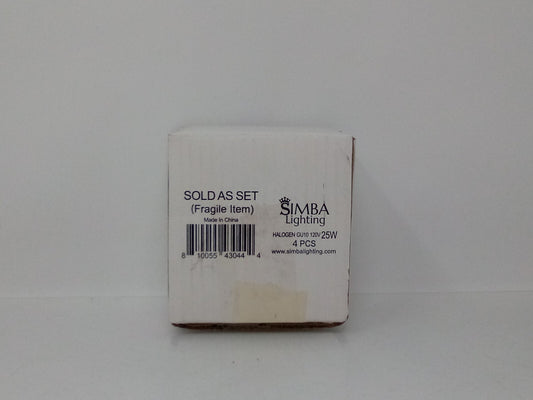 SOLD AS SET
(Fragile Item)
Made In China
8 10055 43044 4
SIMBA
Lighting
HALOGEN GU10 120V 25W
4 PCS
www.simbalighting.com